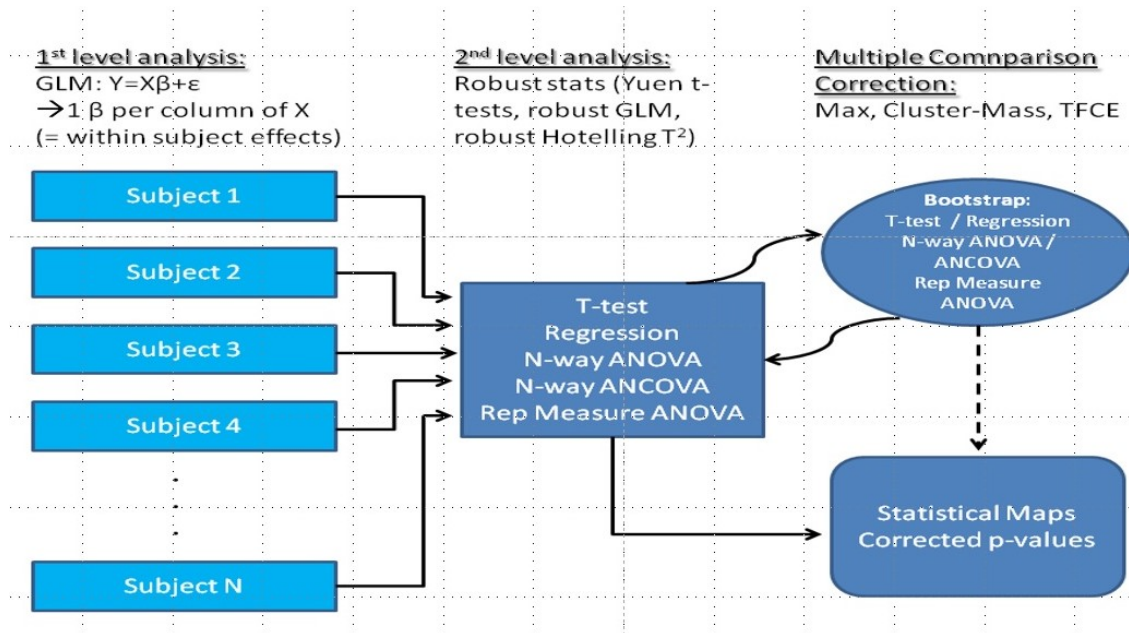 1st level analysis:
GLM: Y=Xβ+ε
→1 β per column of X
(= within subject effects)
2nd level analysis:
Robust stats (Yuen t-
tests, robust GLM,
robust Hotelling T²)
Multiple Comnparison
Correction:
Max, Cluster-Mass, TFCE
Subject 1
Subject 2
Subject 3
Subject 4
.
.
.
Subject N
T-test
Regression
N-way ANOVA
N-way ANCOVA
Rep Measure ANOVA
Bootstrap:
T-test / Regression
N-way ANOVA /
ANCOVA
Rep Measure
ANOVA
Statistical Maps
Corrected p-values